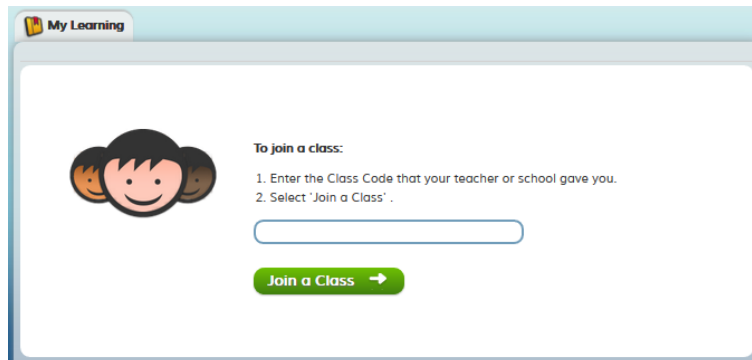 My Learning
To join a class:
1. Enter the Class Code that your teacher or school gave you.
2. Select 'Join a Class' .
Join a Class